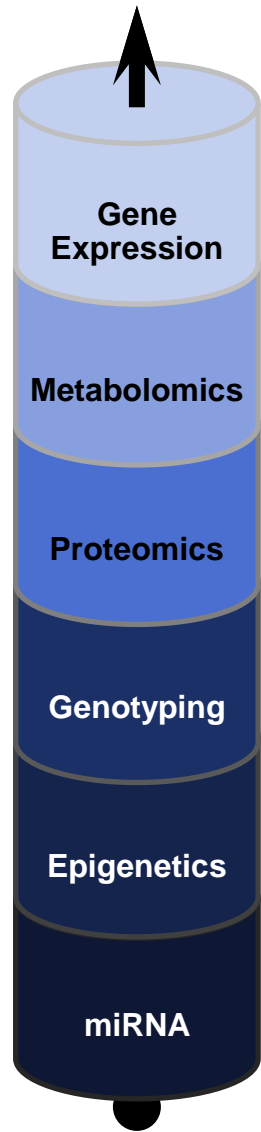 Gene
Expression
Metabolomics
Proteomics
Genotyping
Epigenetics
miRNA